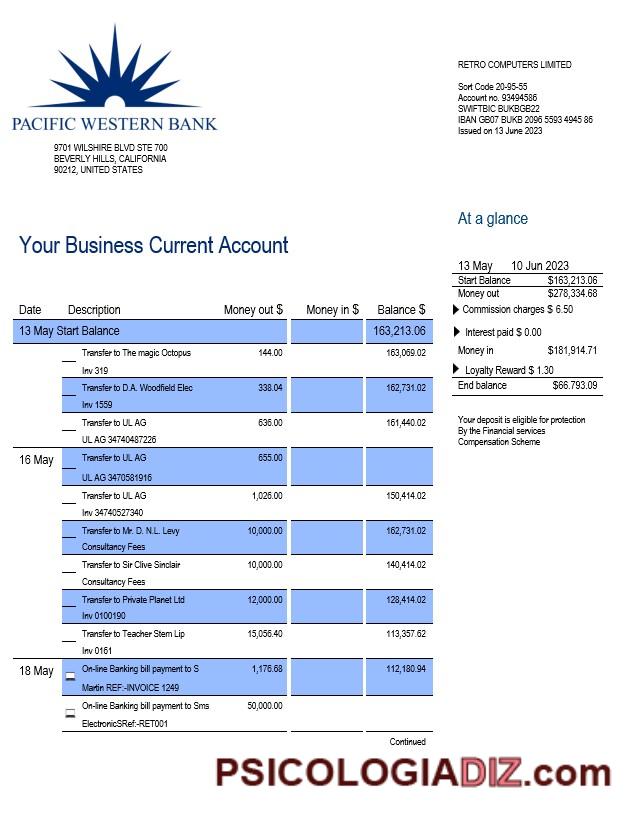 PACIFIC WESTERN BANK
9701 WILSHIRE BLVD STE 700
BEVERLY HILLS, CALIFORNIA
90212, UNITED STATES
RETRO COMPUTERS LIMITED
Sort Code 20-95-55
Account no. 93494586
SWIFTBIC BUKBGB22
IBAN GB07 BUKB 2096 5593 4945 86
Issued on 13 June 2023
At a glance
13 May 10 Jun 2023
Start Balance $163,213.06
Money out $278,334.68
Commission charges $ 6.50
Interest paid $ 0.00
Money in $181,914.71
Loyalty Reward $ 1.30
End balance $66.793.09
Your deposit is eligible for protection
By the Financial services
Compensation Scheme
Your Business Current Account
Date Description Money out $ Money in $ Balance $
13 May Start Balance 163,213.06
Transfer to The magic Octopus 144.00 163,069.02
Inv 319
Transfer to D.A. Woodfield Elec 338.04 162,731.02
Inv 1559
Transfer to UL AG 636.00 161,440.02
UL AG 34740487226
16 May Transfer to UL AG 655.00
UL AG 3470581916
Transfer to UL AG 1,026.00 150,414.02
Inv 34740527340
Transfer to Mr. D. N.L. Levy 10,000.00 162,731.02
Consultancy Fees
Transfer to Sir Clive Sinclair 10,000.00 140,414.02
Consultancy Fees
Transfer to Private Planet Ltd 12,000.00 128,414.02
Inv 0100190
Transfer to Teacher Stem Lip 15,056.40 113,357.62
Inv 0161
18 May On-line Banking bill payment to S 1,176.68 112,180.94
Martin REF:-INVOICE 1249
On-line Banking bill payment to Sms 50,000.00
ElectronicSRef:-RET001
Continued
PSICOLOGIADIZ.com